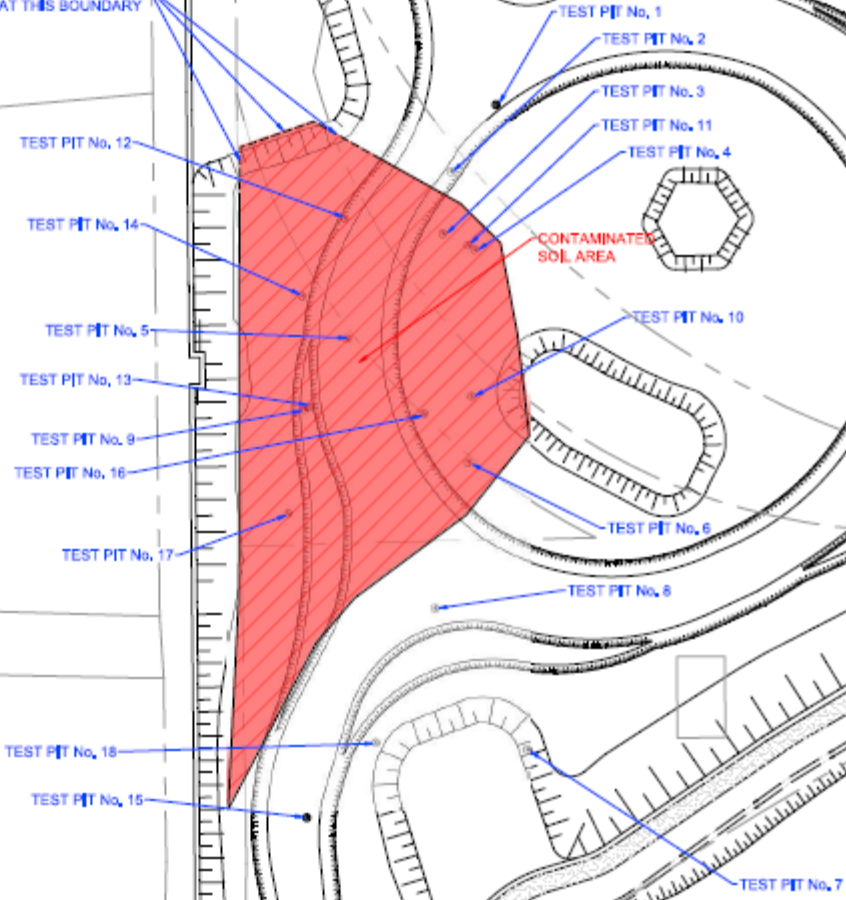 AT THIS BOUNDARY
TEST PIT No. 1
TEST PIT No. 2
TEST PIT No. 3
TEST PIT No. 11
TEST PIT No. 12
TEST PIT No. 4
TEST PIT No. 14
CONTAMINATED
SOIL AREA
TEST PIT No. 10
TEST PIT No. 5
TEST PIT No. 13
TEST PIT No. 9
TEST PIT No. 16
TEST PIT No. 6
TEST PIT No. 17
TEST PIT No. 8
TEST PIT No. 18
TEST PIT No. 15
TEST PIT No. 7